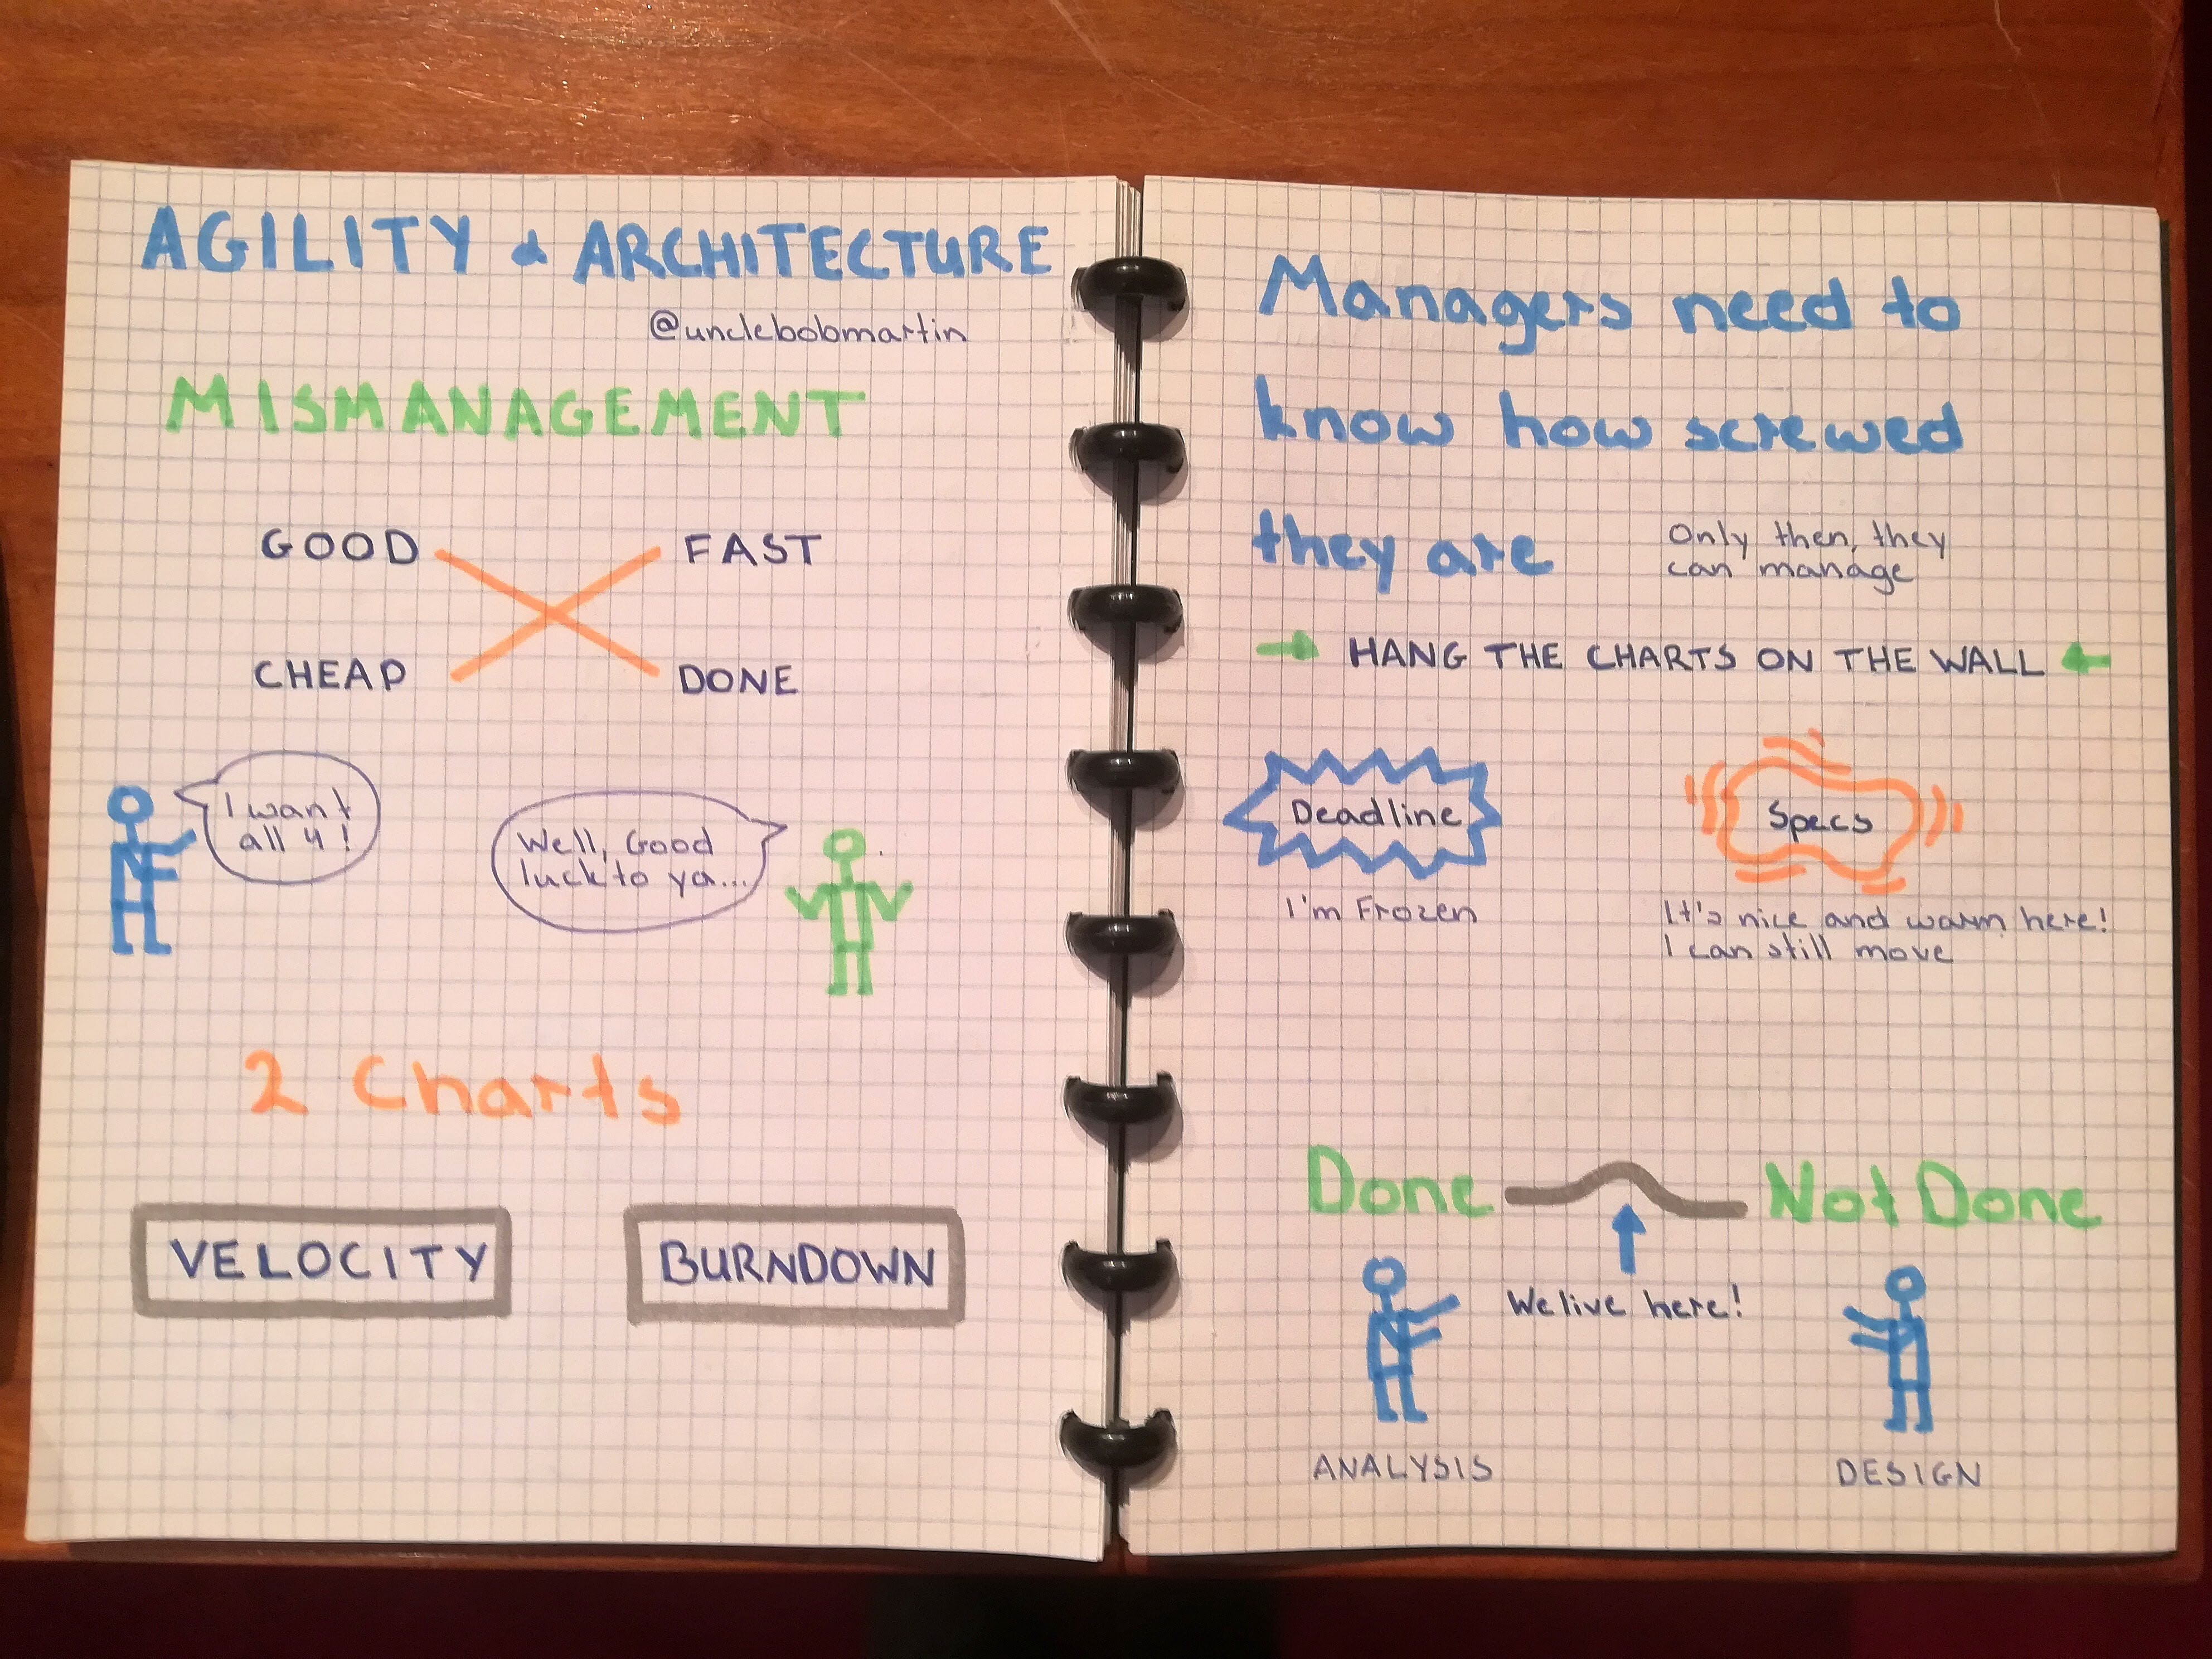 AGILITY & ARCHITECTURE
@unclebobmartin
MISMANAGEMENT
GOOD FAST
CHEAP DONE
I want
all 4!
Well, Good
luck to ya...
2 Charts
VELOCITY BURNDOWN
Managers need to
know how screwed
they are
Only then, they
can manage
HANG THE CHARTS ON THE WALL
Deadline
I'm Frozen
Specs
It's nice and warm here!
I can still move
Done Not Done
We live here!
ANALYSIS DESIGN